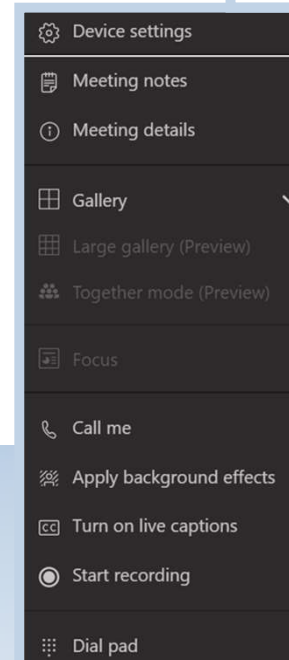 Device settings
Meeting notes
Meeting details
Gallery
Large gallery (Preview)
Together mode (Preview)
Focus
Call me
Apply background effects
CC Turn on live captions
Start recording
Dial pad